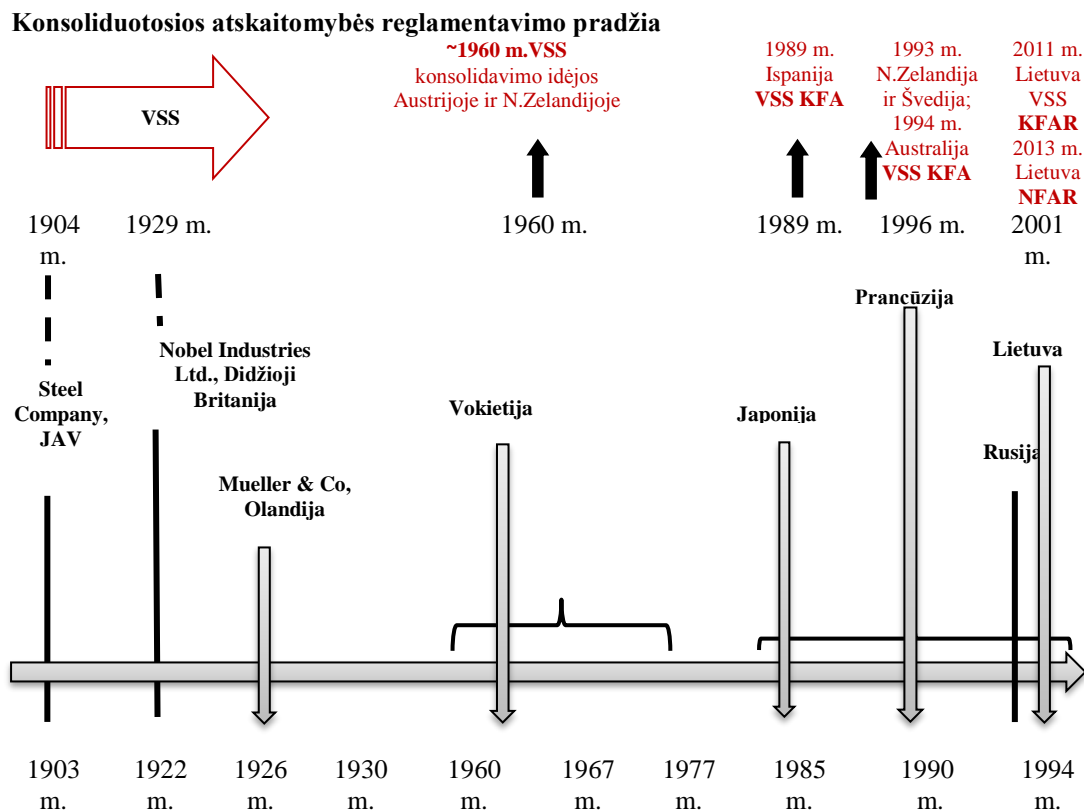 Konsoliduotosios atskaitomybės reglamentavimo pradžia
VSS
~1960 m.VSS
konsolidavimo idėjos
Austrijoje ir N.Zelandijoje
1989 m.
Ispanija
VSS KFA
1993 m.
N.Zelandija
ir Švedija;
1994 m.
Australija
VSS KFA
2011 m.
Lietuva
VSS
KFAR
2013 m.
Lietuva
NFAR
1904
m.
1929 m.
1960 m.
1989 m.
1996 m.
2001
m.
Steel
Company,
JAV
Nobel Industries
Ltd., Didžioji
Britanija
Mueller & Co,
Olandija
Vokietija
Japonija
Prancūzija
Rusija
Lietuva
1903
m.
1922
m.
1926
m.
1930
m.
1960
m.
1967
m.
1977
m.
1985
m.
1990
m.
1994
m.